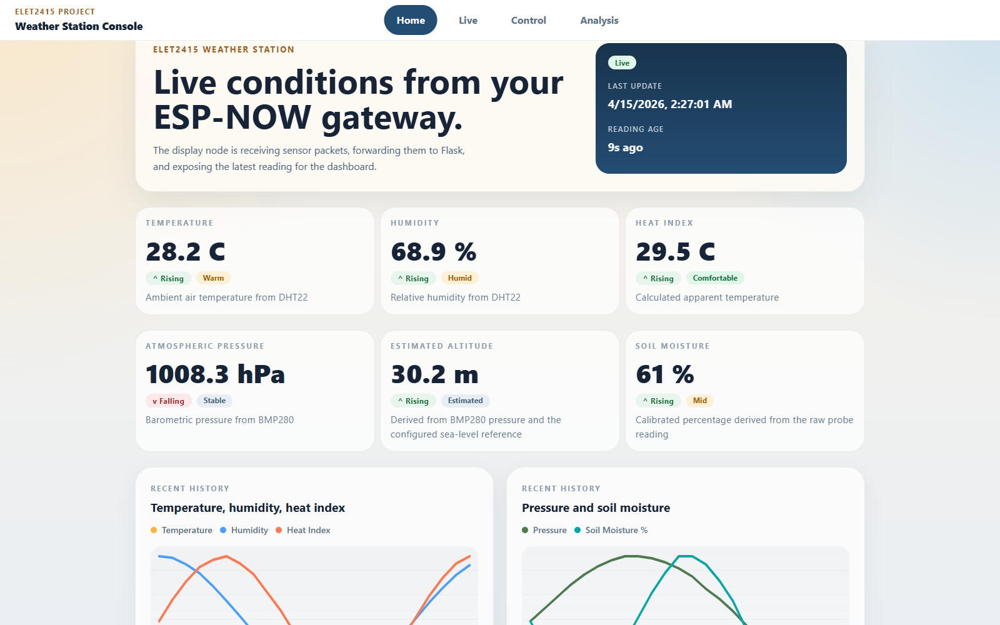 ELET2415 PROJECT
Weather Station Console
Home
Live
Control
Analysis
ELET2415 WEATHER STATION
Live conditions from your
ESP-NOW gateway.
The display node is receiving sensor packets, forwarding them to Flask,
and exposing the latest reading for the dashboard.
Live
LAST UPDATE
4/15/2026, 2:27:01 AM
READING AGE
9s ago
TEMPERATURE
28.2 C
^ Rising
Warm
Ambient air temperature from DHT22
HUMIDITY
68.9 %
^ Rising
Humid
Relative humidity from DHT22
HEAT INDEX
29.5 C
^ Rising
Comfortable
Calculated apparent temperature
ATMOSPHERIC PRESSURE
1008.3 hPa
v Falling
Stable
Barometric pressure from BMP280
ESTIMATED ALTITUDE
30.2 m
^ Rising
Estimated
Derived from BMP280 pressure and the
configured sea-level reference
SOIL MOISTURE
61 %
^ Rising
Mid
Calibrated percentage derived from the raw probe
reading
RECENT HISTORY
Temperature, humidity, heat index
Temperature
Humidity
Heat Index
RECENT HISTORY
Pressure and soil moisture
Pressure
Soil Moisture %